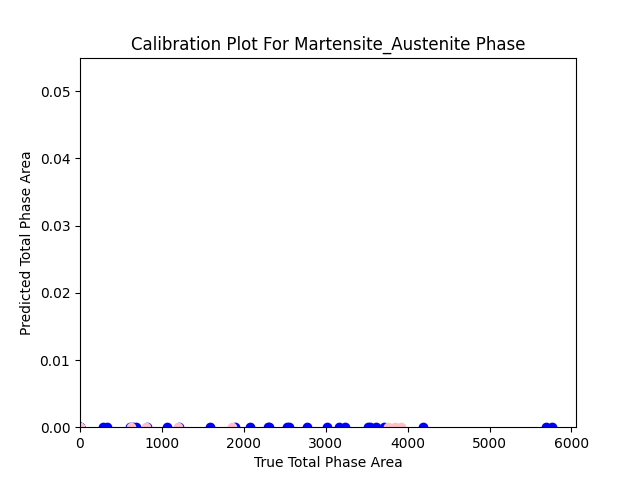 Calibration Plot For Martensite_Austenite Phase
Predicted Total Phase Area
0.05
0.04
0.03
0.02
0.01
0.00
0 1000 2000 3000 4000 5000 6000
True Total Phase Area